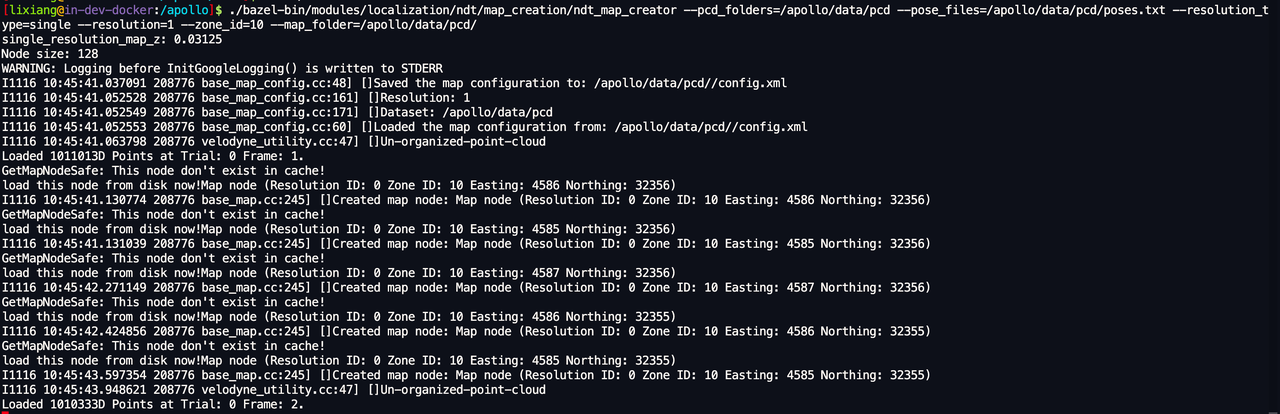 [lixiang@in-dev-docker:/apollo]$ ./bazel-bin/modules/localization/ndt/map_creation/ndt_map_creator --pcd_folders=/apollo/data/pcd --pose_files=/apollo/data/pcd/poses.txt --resolution_t
ype=single --resolution=1 --zone_id=10 --map_folder=/apollo/data/pcd/
single_resolution_map_z: 0.03125
Node size: 128
WARNING: Logging before InitGoogleLogging() is written to STDERR
I1116 10:45:41.037091 208776 base_map_config.cc:48] []Saved the map configuration to: /apollo/data/pcd//config.xml
I1116 10:45:41.052528 208776 base_map_config.cc:161] []Resolution: 1
I1116 10:45:41.052549 208776 base_map_config.cc:171] []Dataset: /apollo/data/pcd
I1116 10:45:41.052553 208776 base_map_config.cc:60] []Loaded the map configuration from: /apollo/data/pcd//config.xml
I1116 10:45:41.063798 208776 velodyne_utility.cc:47] []Un-organized-point-cloud
Loaded 1011013D Points at Trial: 0 Frame: 1.
GetMapNodeSafe: This node don't exist in cache!
load this node from disk now!Map node (Resolution ID: 0 Zone ID: 10 Easting: 4586 Northing: 32356)
I1116 10:45:41.130774 208776 base_map.cc:245] []Created map node: Map node (Resolution ID: 0 Zone ID: 10 Easting: 4586 Northing: 32356)
GetMapNodeSafe: This node don't exist in cache!
load this node from disk now!Map node (Resolution ID: 0 Zone ID: 10 Easting: 4585 Northing: 32356)
I1116 10:45:41.131039 208776 base_map.cc:245] []Created map node: Map node (Resolution ID: 0 Zone ID: 10 Easting: 4585 Northing: 32356)
GetMapNodeSafe: This node don't exist in cache!
load this node from disk now!Map node (Resolution ID: 0 Zone ID: 10 Easting: 4587 Northing: 32356)
I1116 10:45:42.271149 208776 base_map.cc:245] []Created map node: Map node (Resolution ID: 0 Zone ID: 10 Easting: 4587 Northing: 32356)
GetMapNodeSafe: This node don't exist in cache!
load this node from disk now!Map node (Resolution ID: 0 Zone ID: 10 Easting: 4586 Northing: 32355)
I1116 10:45:42.424856 208776 base_map.cc:245] []Created map node: Map node (Resolution ID: 0 Zone ID: 10 Easting: 4586 Northing: 32355)
GetMapNodeSafe: This node don't exist in cache!
load this node from disk now!Map node (Resolution ID: 0 Zone ID: 10 Easting: 4585 Northing: 32355)
I1116 10:45:43.597354 208776 base_map.cc:245] []Created map node: Map node (Resolution ID: 0 Zone ID: 10 Easting: 4585 Northing: 32355)
I1116 10:45:43.948621 208776 velodyne_utility.cc:47] []Un-organized-point-cloud
Loaded 1010333D Points at Trial: 0 Frame: 2.